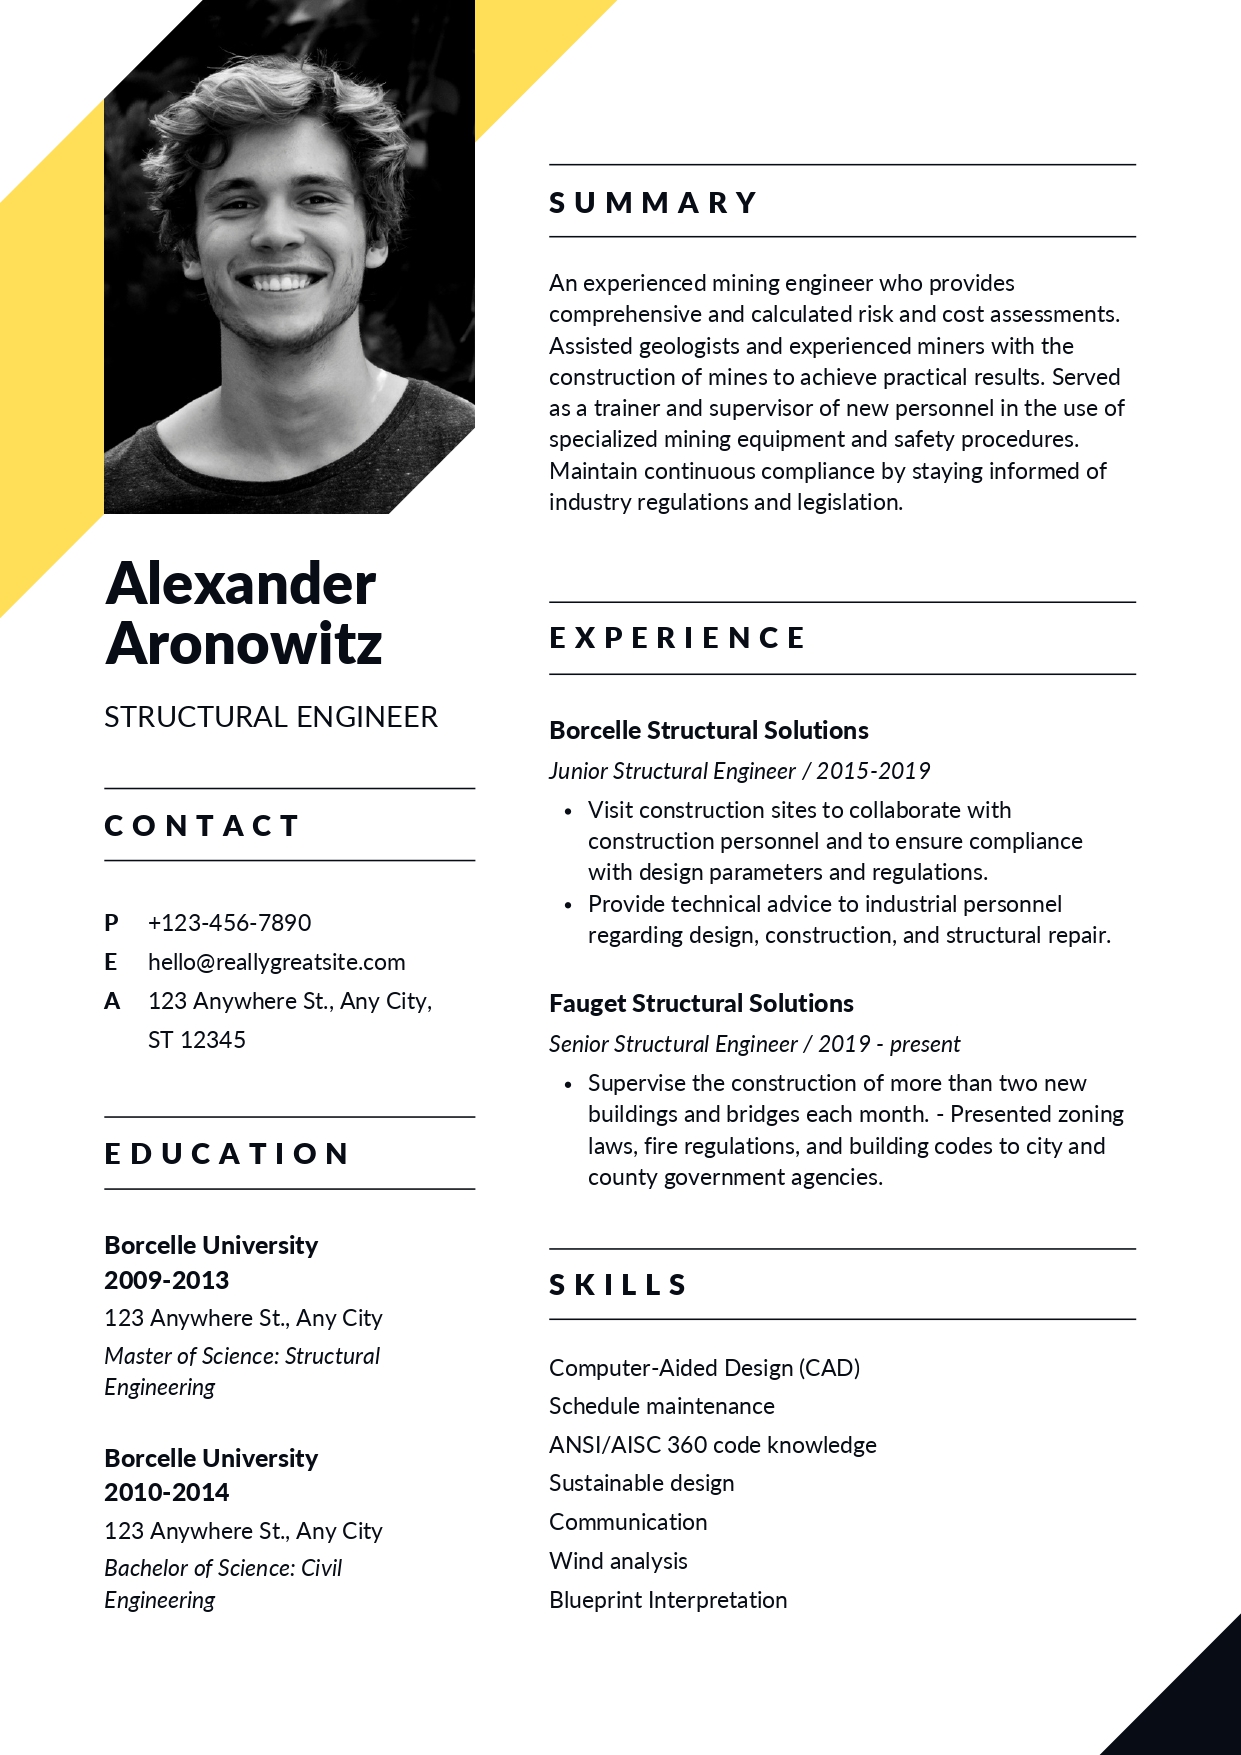 Alexander
Aronowitz
STRUCTURAL ENGINEER
CONTACT
P +123-456-7890
E hello@reallygreatsite.com
A 123 Anywhere St., Any City,
ST 12345
EDUCATION
Borcelle University
2009-2013
123 Anywhere St., Any City
Master of Science: Structural
Engineering
Borcelle University
2010-2014
123 Anywhere St., Any City
Bachelor of Science: Civil
Engineering
SUMMARY
An experienced mining engineer who provides
comprehensive and calculated risk and cost assessments.
Assisted geologists and experienced miners with the
construction of mines to achieve practical results. Served
as a trainer and supervisor of new personnel in the use of
specialized mining equipment and safety procedures.
Maintain continuous compliance by staying informed of
industry regulations and legislation.
EXPERIENCE
Borcelle Structural Solutions
Junior Structural Engineer / 2015-2019
• Visit construction sites to collaborate with
construction personnel and to ensure compliance
with design parameters and regulations.
• Provide technical advice to industrial personnel
regarding design, construction, and structural repair.
Fauget Structural Solutions
Senior Structural Engineer / 2019 - present
• Supervise the construction of more than two new
buildings and bridges each month. - Presented zoning
laws, fire regulations, and building codes to city and
county government agencies.
SKILLS
Computer-Aided Design (CAD)
Schedule maintenance
ANSI/AISC 360 code knowledge
Sustainable design
Communication
Wind analysis
Blueprint Interpretation